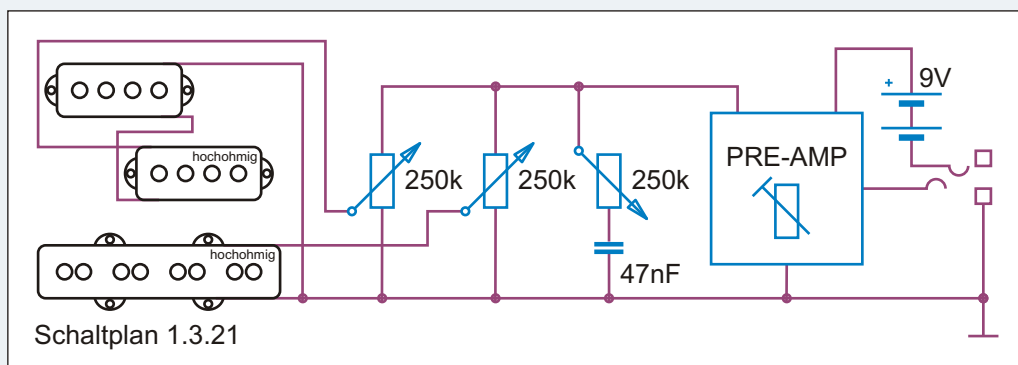 hochohmig
hochohmig
250k
250k
250k
47nF
PRE-AMP
+
9V
Schaltplan 1.3.21